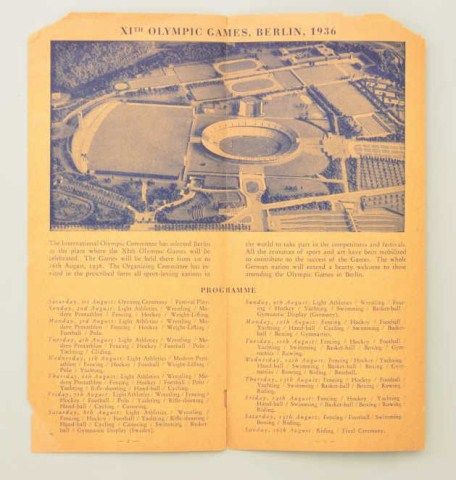 XITH OLYMPIC GAMES, BERLIN, 1936
The International Olympic Committee has selected Berlin
as the place where the XIth Olympic Games will be
celebrated. The Games will be held there from 1st to
16th August, 1936. The Organizing Committee has in-
vited in the prescribed form all sport-loving nations in
the world to take part in the competitions and festivals.
All the resources of sport and art have been mobilized
to contribute to the success of the Games. The whole
German nation will extend a hearty welcome to those
attending the Olympic Games in Berlin.
PROGRAMME
Saturday, 1st August: Opening Ceremony / Festival Play.
Sunday, 2nd August: Light Athletics / Wrestling / Mo-
dern Pentathlon / Fencing / Hockey / Weight-Lifting.
Monday, 3rd August: Light Athletics / Wrestling / Mo-
dern Pentathlon / Fencing / Hockey / Weight-Lifting
Football / Polo.
Tuesday, 4th August: Light Athletics / Wrestling / Mo-
dern Pentathlon / Fencing / Hockey / Football /
Yachting / Gliding.
Wednesday, 5th August: Light Athletics / Modern Pent-
athlon / Fencing / Hockey / Football / Weight-Lifting
Polo / Yachting.
Thursday, 6th August: Light Athletics / Wrestling / Mo-
dern Pentathlon / Fencing / Hockey / Football / Polo /
Yachting / Rifle-shooting / Hand-ball / Cycling.
Friday, 7th August: Light Athletics / Wrestling / Fencing /
Hockey / Football / Polo / Yachting / Rifle-shooting /
Hand-ball / Cycling / Canoeing.
Saturday, 8th August: Light Athletics / Wrestling /
Fencing / Hockey / Football / Yachting / Rifle-shooting /
Hand-ball / Cycling / Canoeing / Swimming / Basket-
ball / Gymnastic Display (Sweden).
Sunday, 9th August: Light Athletics / Wrestling / Fenc-
ing / Hockey / Yachting / Swimming / Basket-ball /
Gymnastic Display (Germany).
Monday, 10th August: Fencing / Hockey / Football /
Yachting / Hand-ball / Cycling / Swimming / Basket-
ball / Boxing / Gymnastics.
Tuesday, 11th August: Fencing / Hockey / Football /
Yachting / Swimming / Basket-ball / Boxing / Gym-
nastics / Rowing.
Wednesday, 12th August: Fencing / Hockey / Yachting /
Hand-ball / Swimming / Basket-ball / Boxing / Gym-
nastics / Rowing / Riding / Baseball.
Thursday, 13th August: Fencing / Hockey / Football /
Swimming / Basket-ball / Boxing / Rowing /
Riding.
Friday, 14th August: Fencing / Hockey / Yachting /
Hand-ball / Swimming / Basket-ball / Boxing / Rowing
Riding.
Saturday, 15th August: Fencing / Football / Swimming
Boxing / Riding.
Sunday, 16th August: Riding / Final Ceremony.